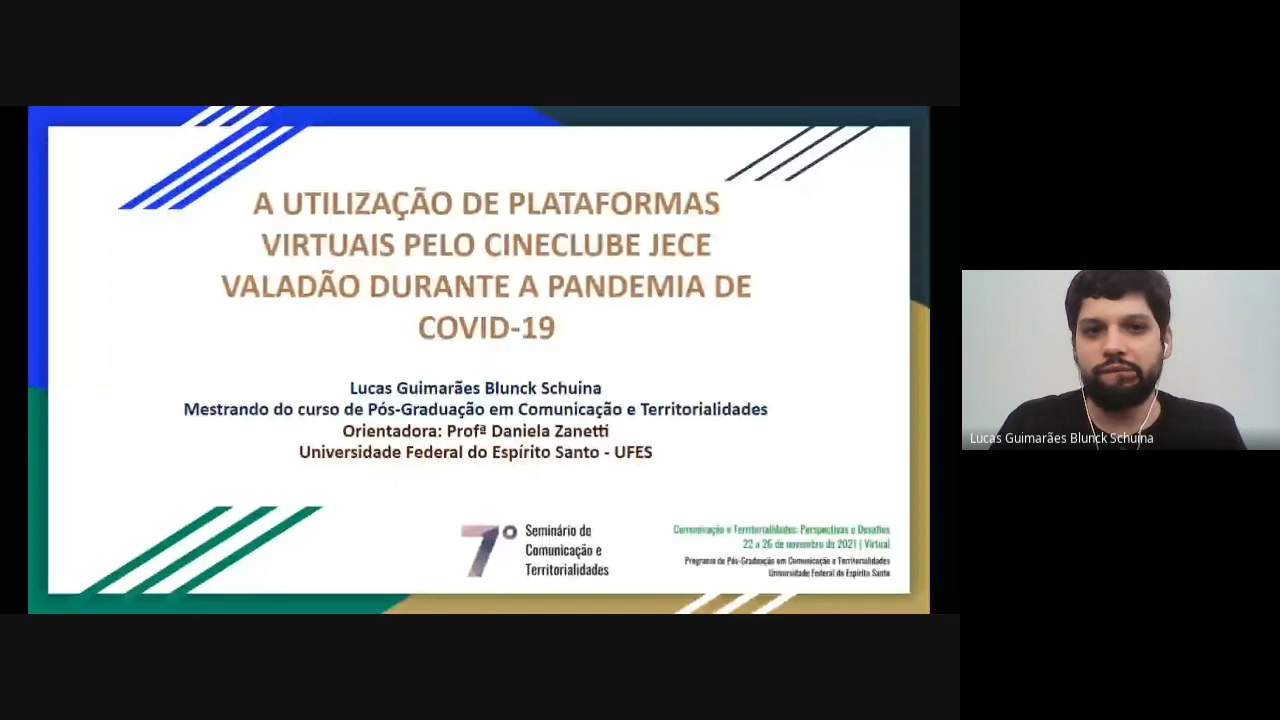 A UTILIZAÇÃO DE PLATAFORMAS
VIRTUAIS PELO CINECLUBE JECE
VALADÃO DURANTE A PANDEMIA DE
COVID-19
Lucas Guimarães Blunck Schuina
Mestrando do curso de Pós-Graduação em Comunicação e Territorialidades
Orientadora: Profª Daniela Zanetti
Universidade Federal do Espírito Santo - UFES
7º
Seminário de
Comunicação e
Territorialidades
Comunicação e Territorialidades: Perspectivas e Desafios
22 a 26 de novembro de 2021 | Virtual
Programa de Pós-Graduação em Comunicação e Territorialidades
Universidade Federal do Espírito Santo
Lucas Guimarães Blunck Schuina